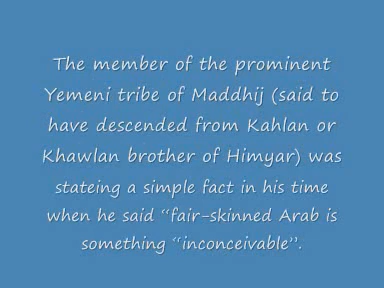 The member of the prominent
Yemeni tribe of Maddhij (said to
have descended from Kahlan or
Khawlan brother of Himyar) was
stateing a simple fact in his time
when he said “fair-skinned Arab is
something “inconceivable”.